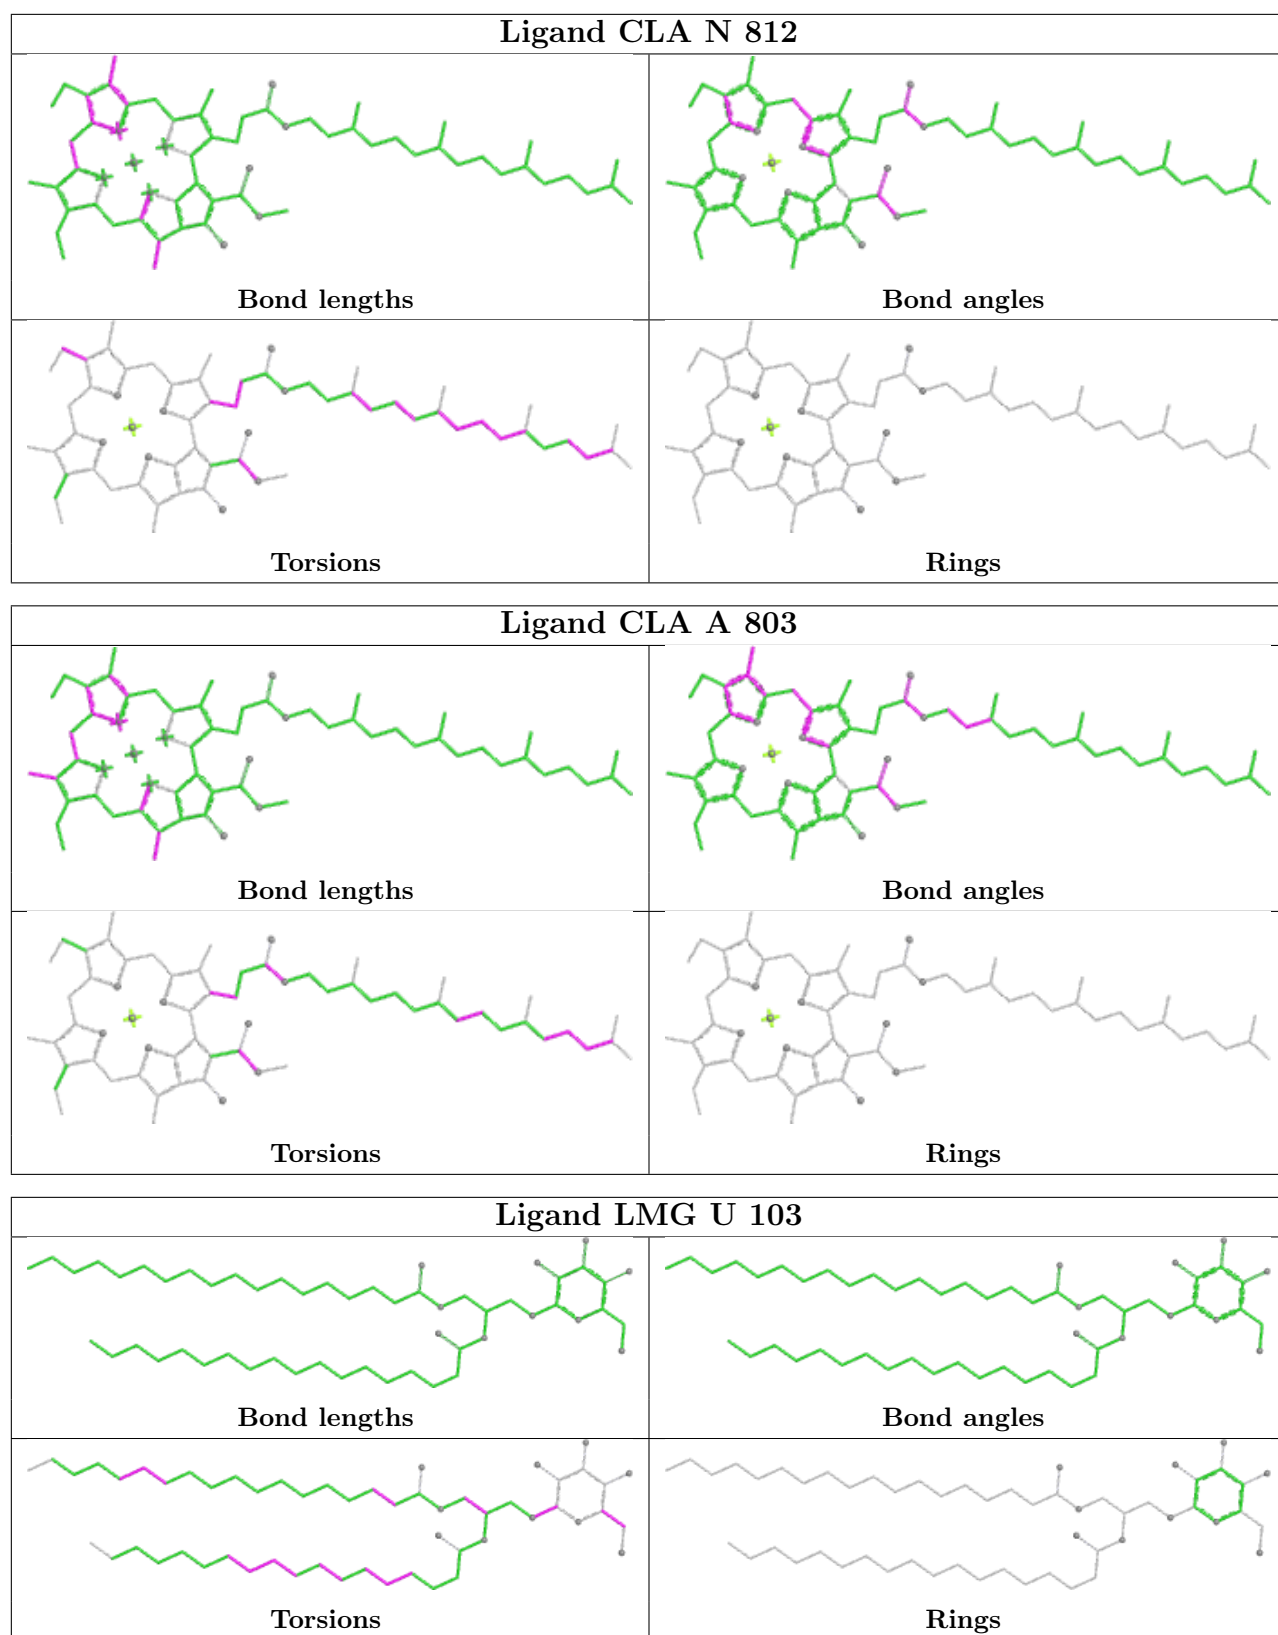 Ligand CLA N 812
Bond lengths
Bond angles
Torsions
Rings
Ligand CLA A 803
Bond lengths
Bond angles
Torsions
Rings
Ligand LMG U 103
Bond lengths
Bond angles
Torsions
Rings